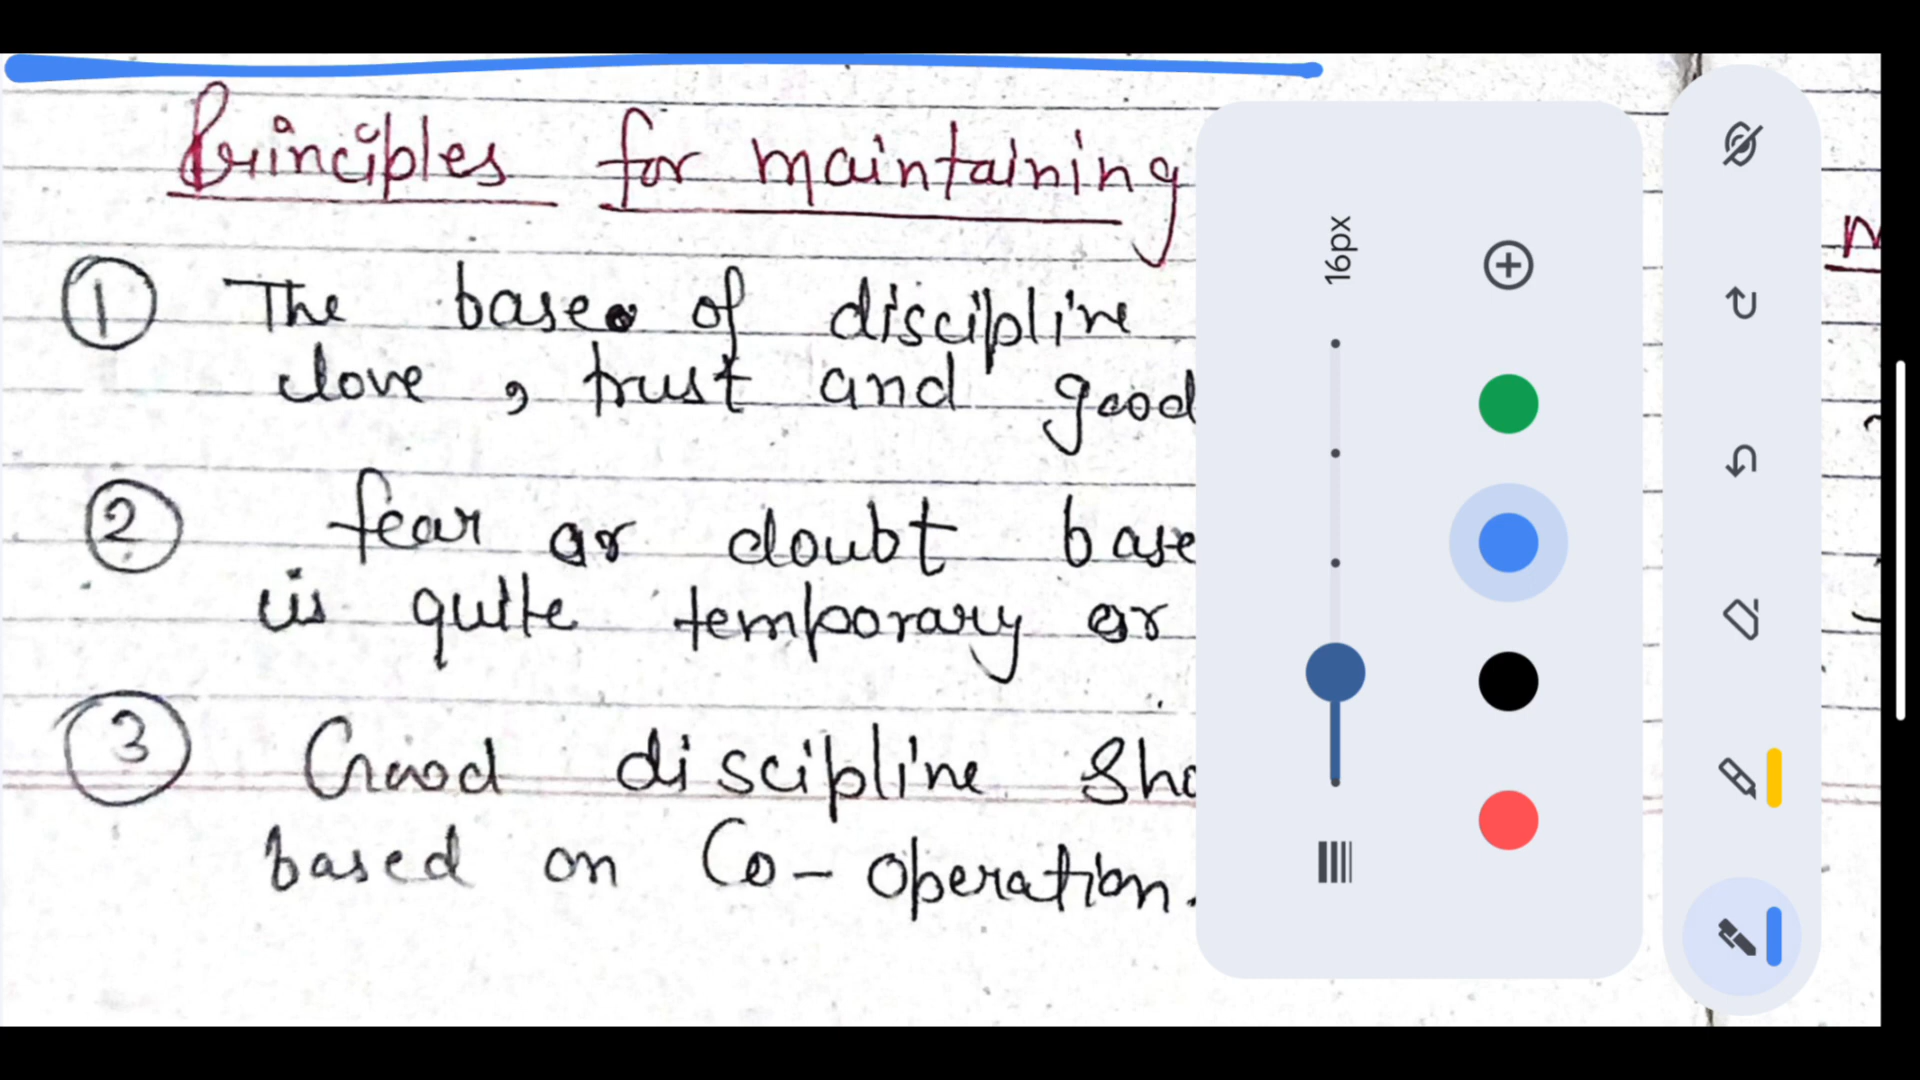 Principles for maintaining
① The base of discipline
love, trust and good
② fear or doubt base
is quite temporary or
③ Good discipline Sho
based on Co-operation.
16px